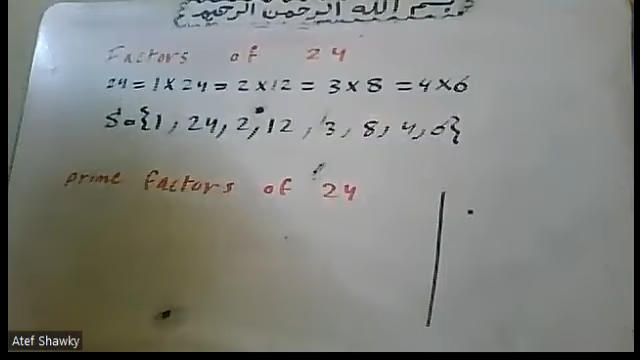 بسم الله الرحمن الرحيم
Factors of 24
24 = 1 x 24 = 2 x 12 = 3 x 8 = 4 x 6
S = {1, 24, 2, 12, 3, 8, 4, 6}
prime factors of 24
Atef Shawky